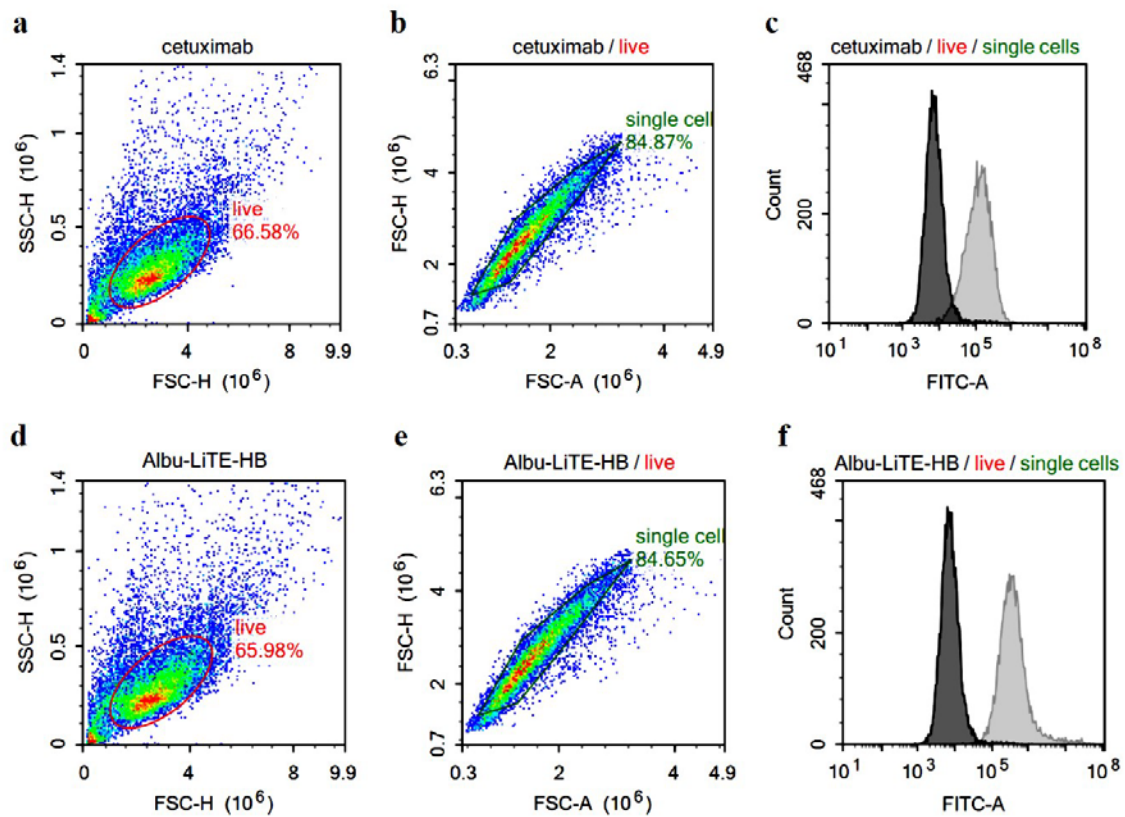 a
cetuximab
1.4
1
0.5
0
SSC-H (10⁶)
live
66.58%
0
4
8
9.9
FSC-H (10⁶)
b
cetuximab / live
6.3
4
2
0.7
FSC-H (10⁶)
single cell
84.87%
0.3
2
4
4.9
FSC-A (10⁶)
c
cetuximab / live / single cells
468
200
0
Count
10¹
10³
10⁵
10⁸
FITC-A
d
Albu-LiTE-HB
1.4
1
0.5
0
SSC-H (10⁶)
live
65.98%
0
4
8
9.9
FSC-H (10⁶)
e
Albu-LiTE-HB / live
6.3
4
2
0.7
FSC-H (10⁶)
single cell
84.65%
0.3
2
4
4.9
FSC-A (10⁶)
f
Albu-LiTE-HB / live / single cells
468
200
0
Count
10¹
10³
10⁵
10⁸
FITC-A